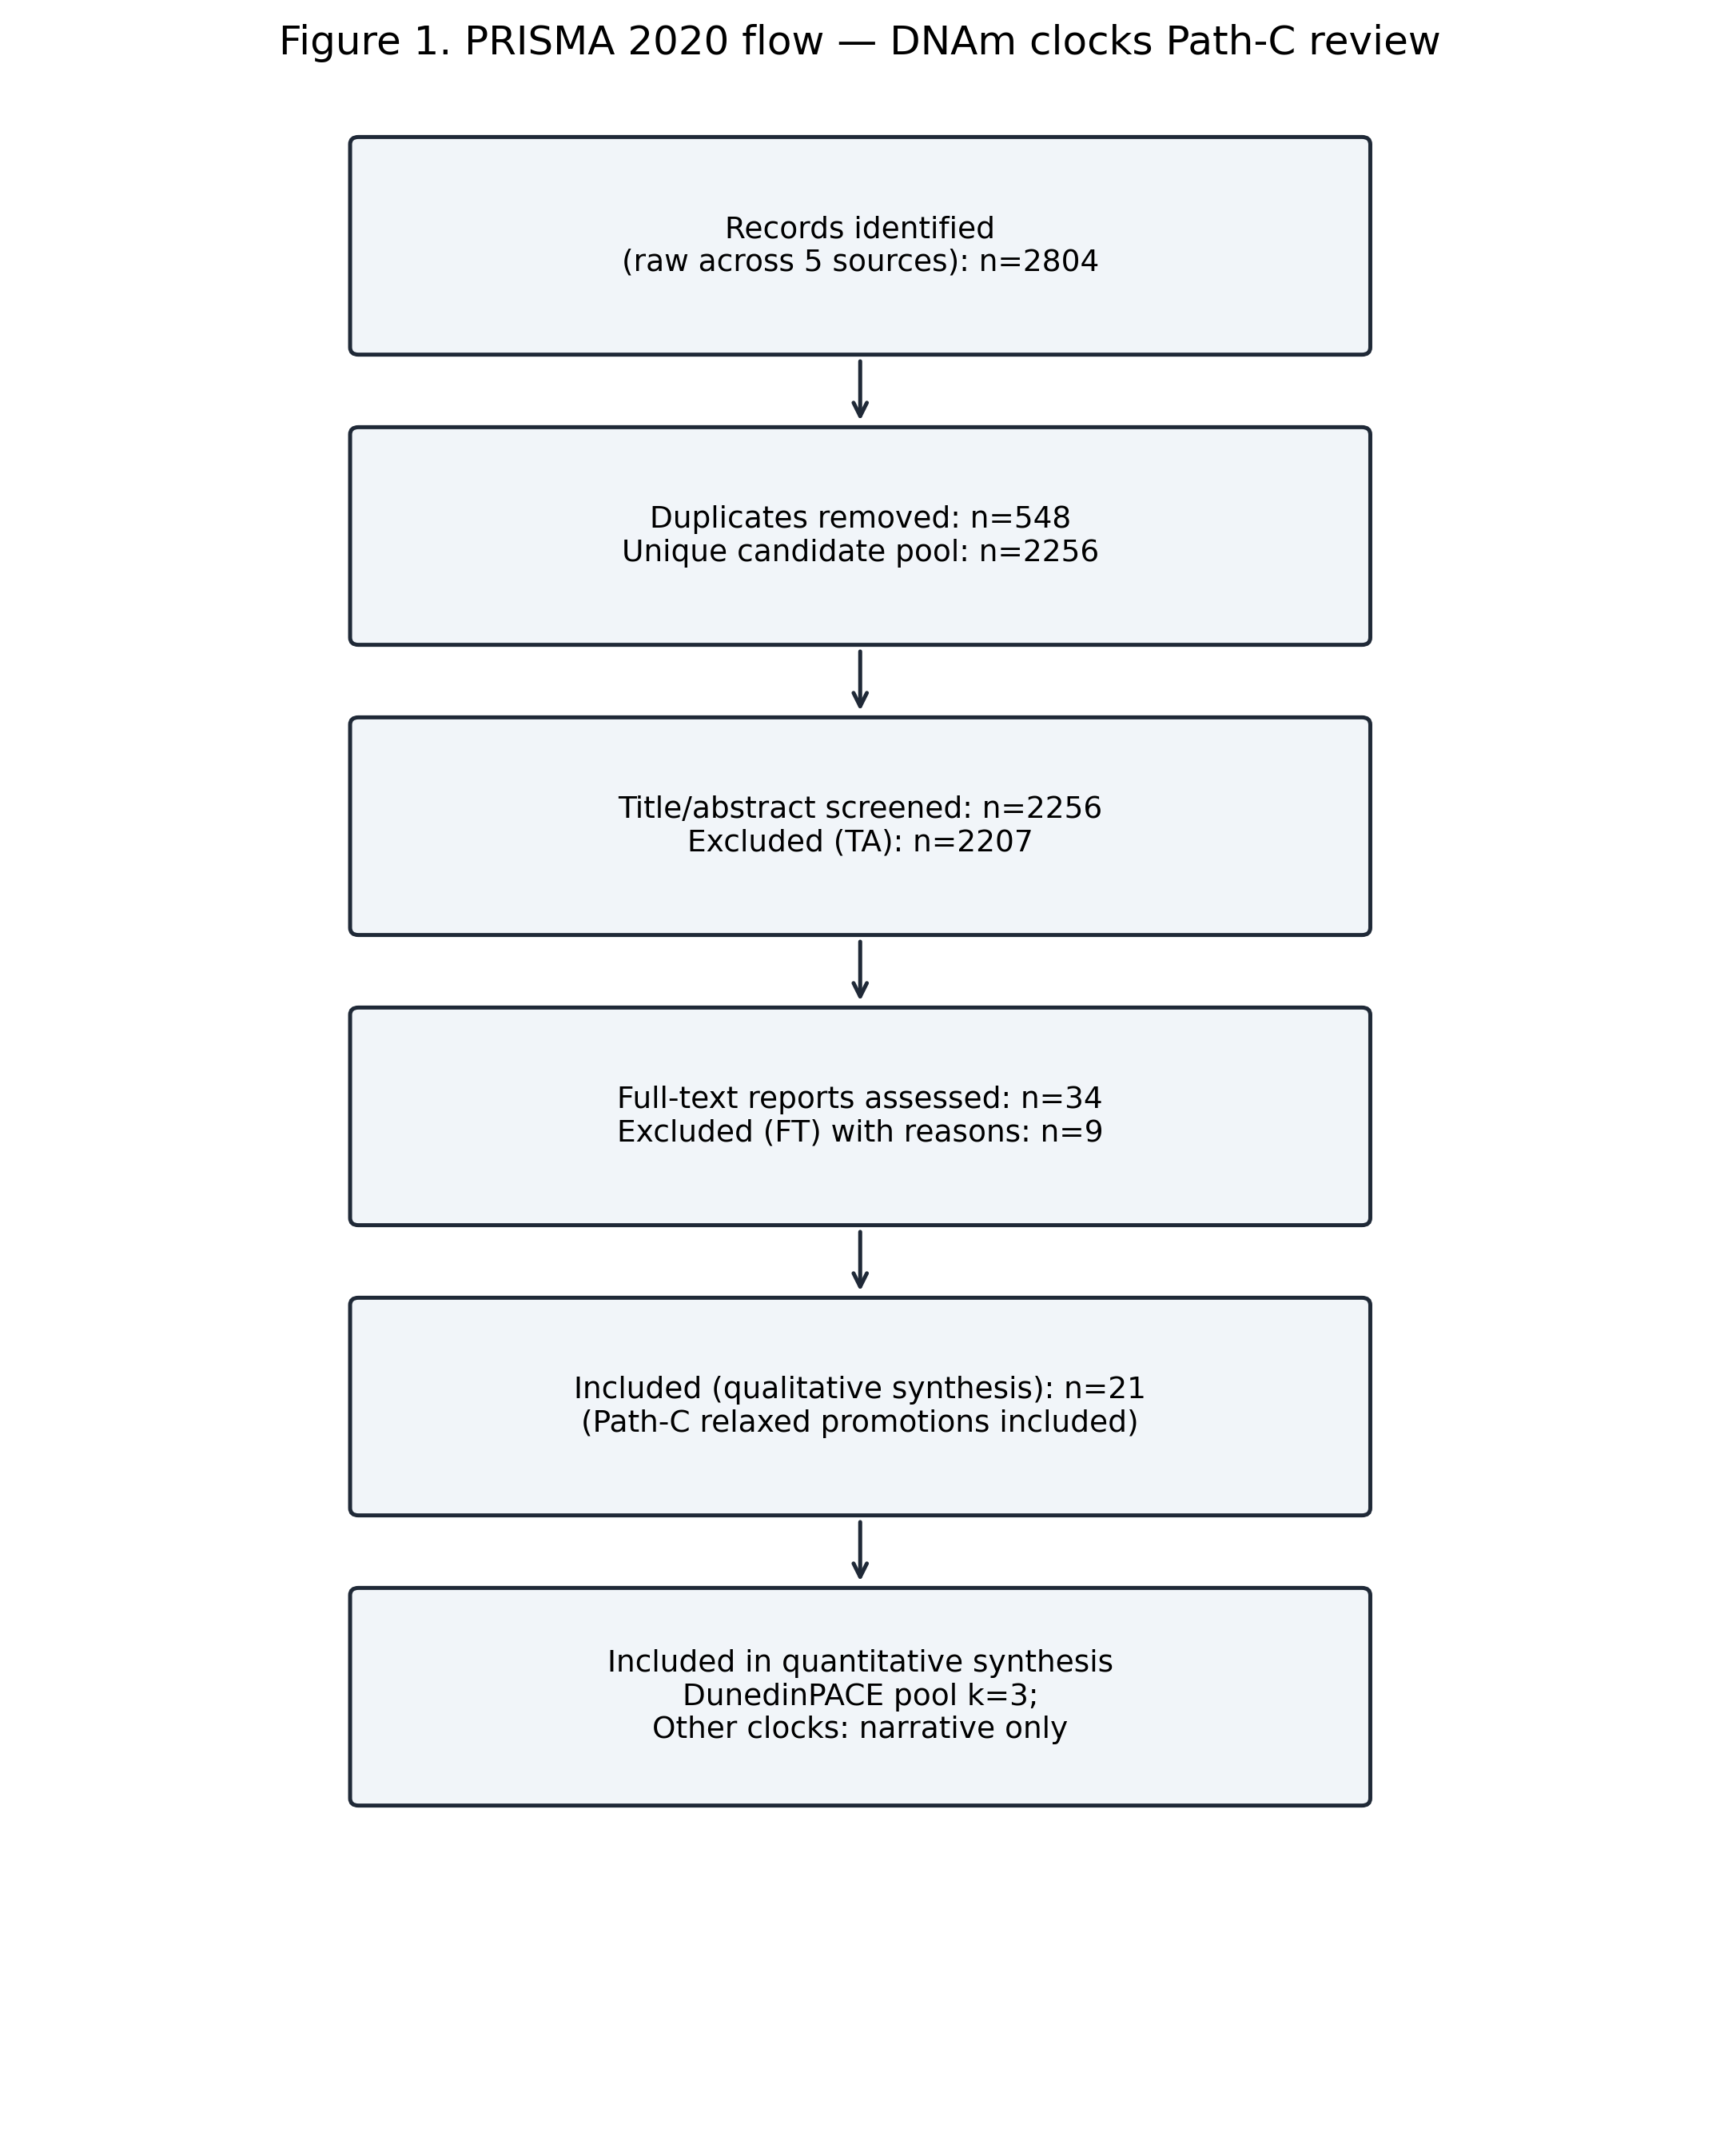 Figure 1. PRISMA 2020 flow — DNAm clocks Path-C review
Records identified
(raw across 5 sources): n=2804
Duplicates removed: n=548
Unique candidate pool: n=2256
Title/abstract screened: n=2256
Excluded (TA): n=2207
Full-text reports assessed: n=34
Excluded (FT) with reasons: n=9
Included (qualitative synthesis): n=21
(Path-C relaxed promotions included)
Included in quantitative synthesis
DunedinPACE pool k=3;
Other clocks: narrative only